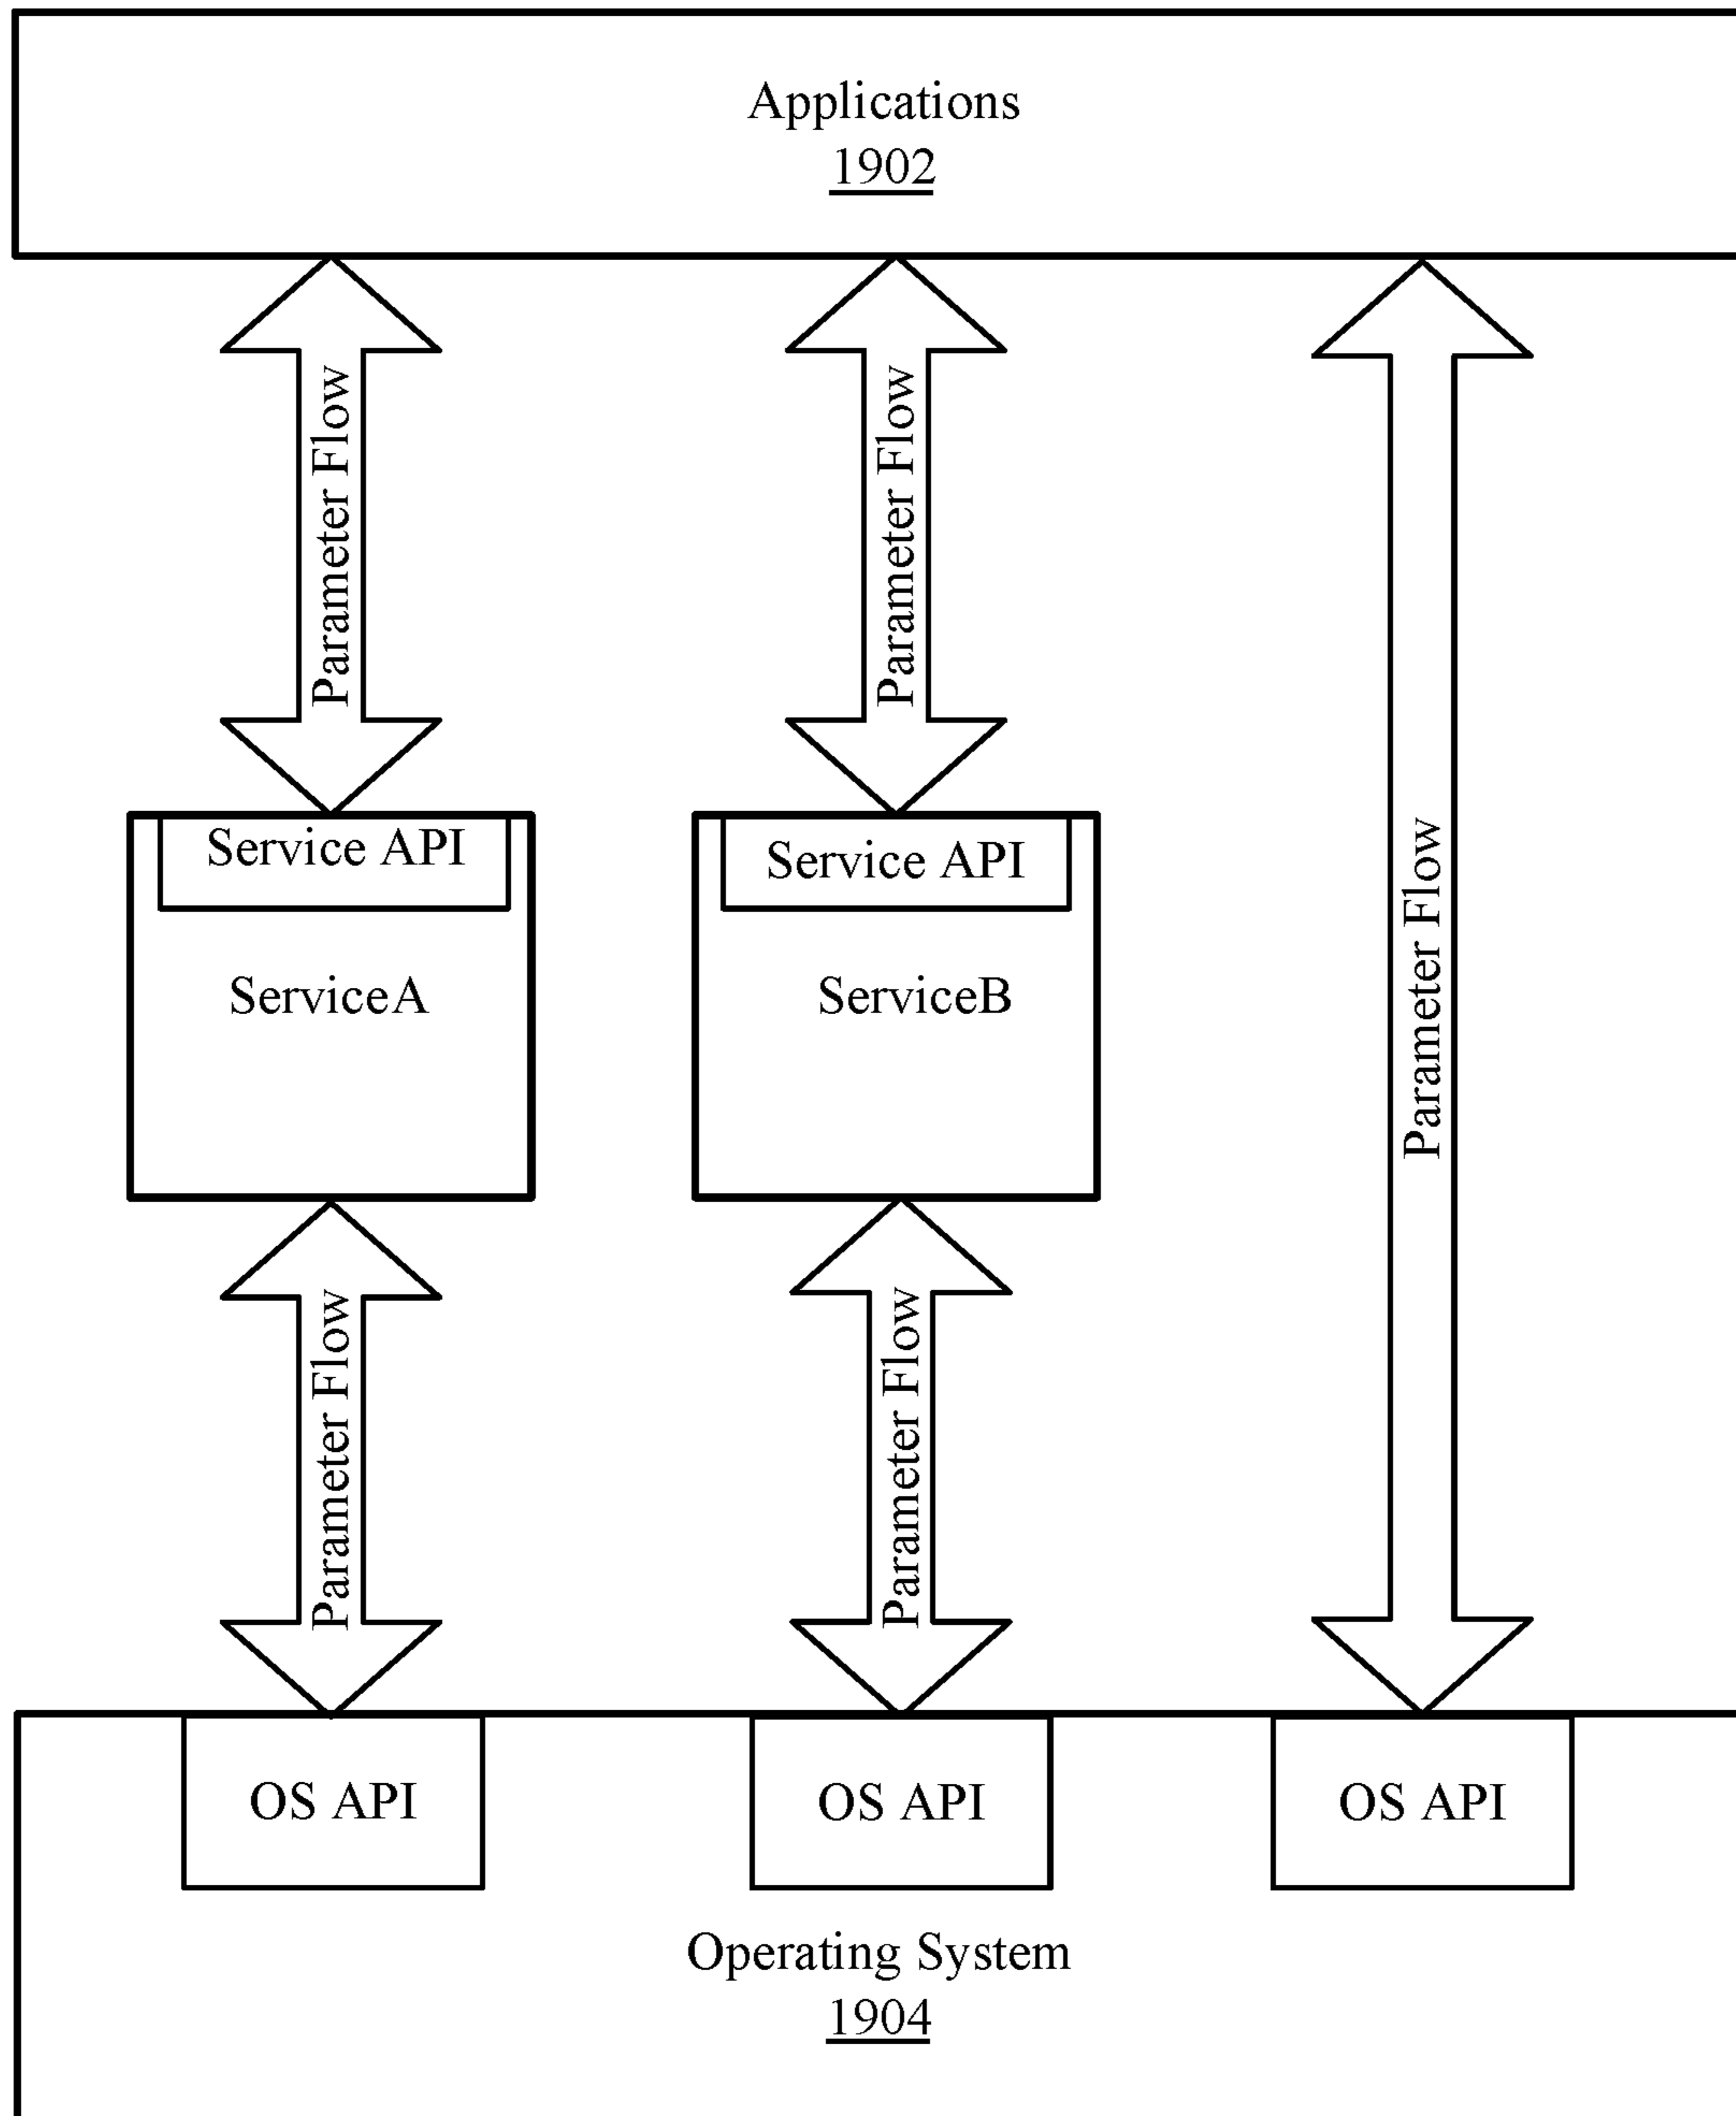 Applications
1902
Parameter Flow
Parameter Flow
Parameter Flow
Service API
Service API
ServiceA
ServiceB
Parameter Flow
Parameter Flow
OS API
OS API
OS API
Operating System
1904